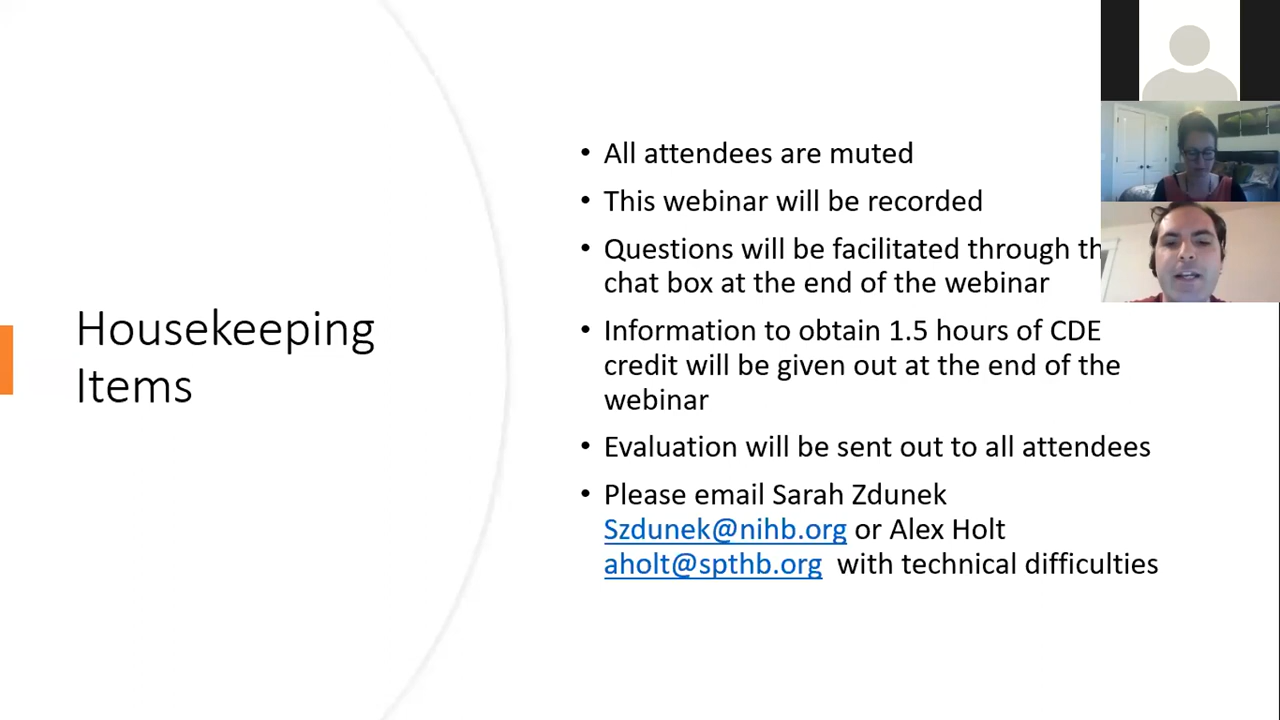 Housekeeping
Items
• All attendees are muted
• This webinar will be recorded
• Questions will be facilitated through
chat box at the end of the webinar
• Information to obtain 1.5 hours of CDE
credit will be given out at the end of the
webinar
• Evaluation will be sent out to all attendees
• Please email Sarah Zdunek
Szdunek@nihb.org or Alex Holt
aholt@spthb.org with technical difficulties